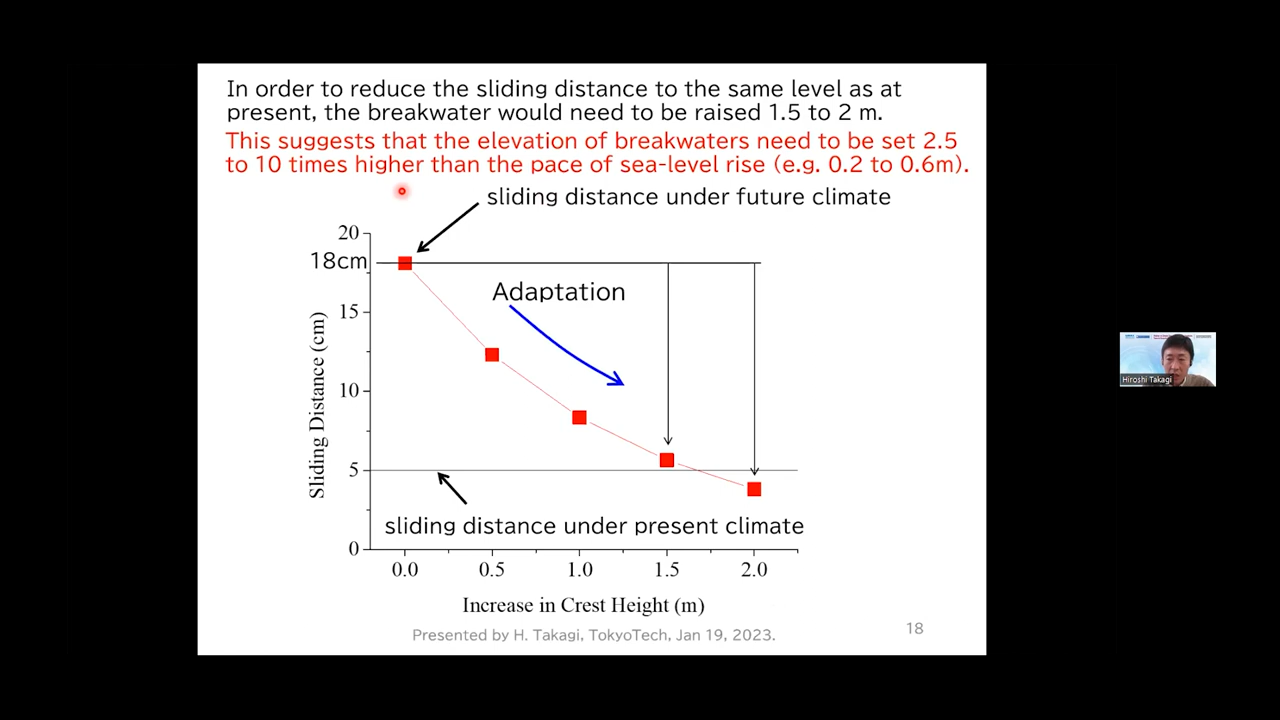 In order to reduce the sliding distance to the same level as at
present, the breakwater would need to be raised 1.5 to 2 m.
This suggests that the elevation of breakwaters need to be set 2.5
to 10 times higher than the pace of sea-level rise (e.g. 0.2 to 0.6m).
sliding distance under future climate
20
18cm
Adaptation
15
10
5
0
Sliding Distance (cm)
sliding distance under present climate
0.0 0.5 1.0 1.5 2.0
Increase in Crest Height (m)
Presented by H. Takagi, TokyoTech, Jan 19, 2023.
18
Hiroshi Takagi